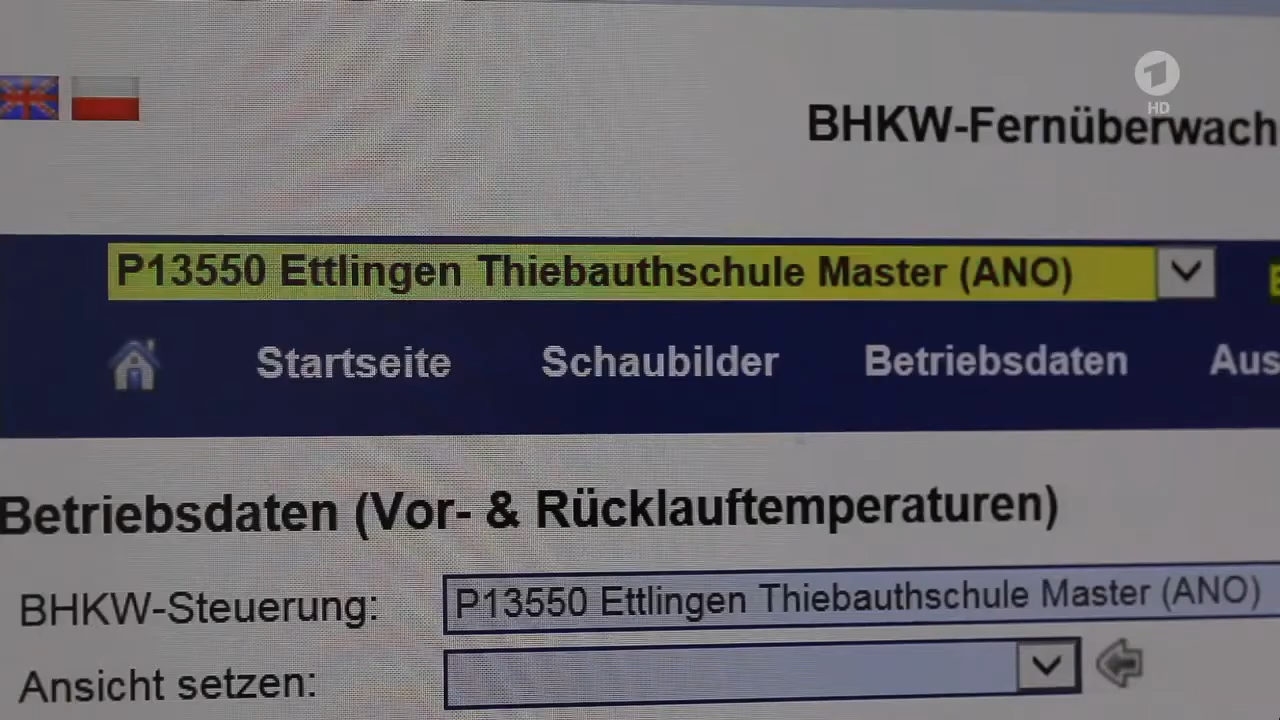 1
HD
BHKW-Fernüberwach
P13550 Ettlingen Thiebauthschule Master (ANO)
Startseite Schaubilder Betriebsdaten Aus
Betriebsdaten (Vor- & Rücklauftemperaturen)
BHKW-Steuerung: P13550 Ettlingen Thiebauthschule Master (ANO)
Ansicht setzen: